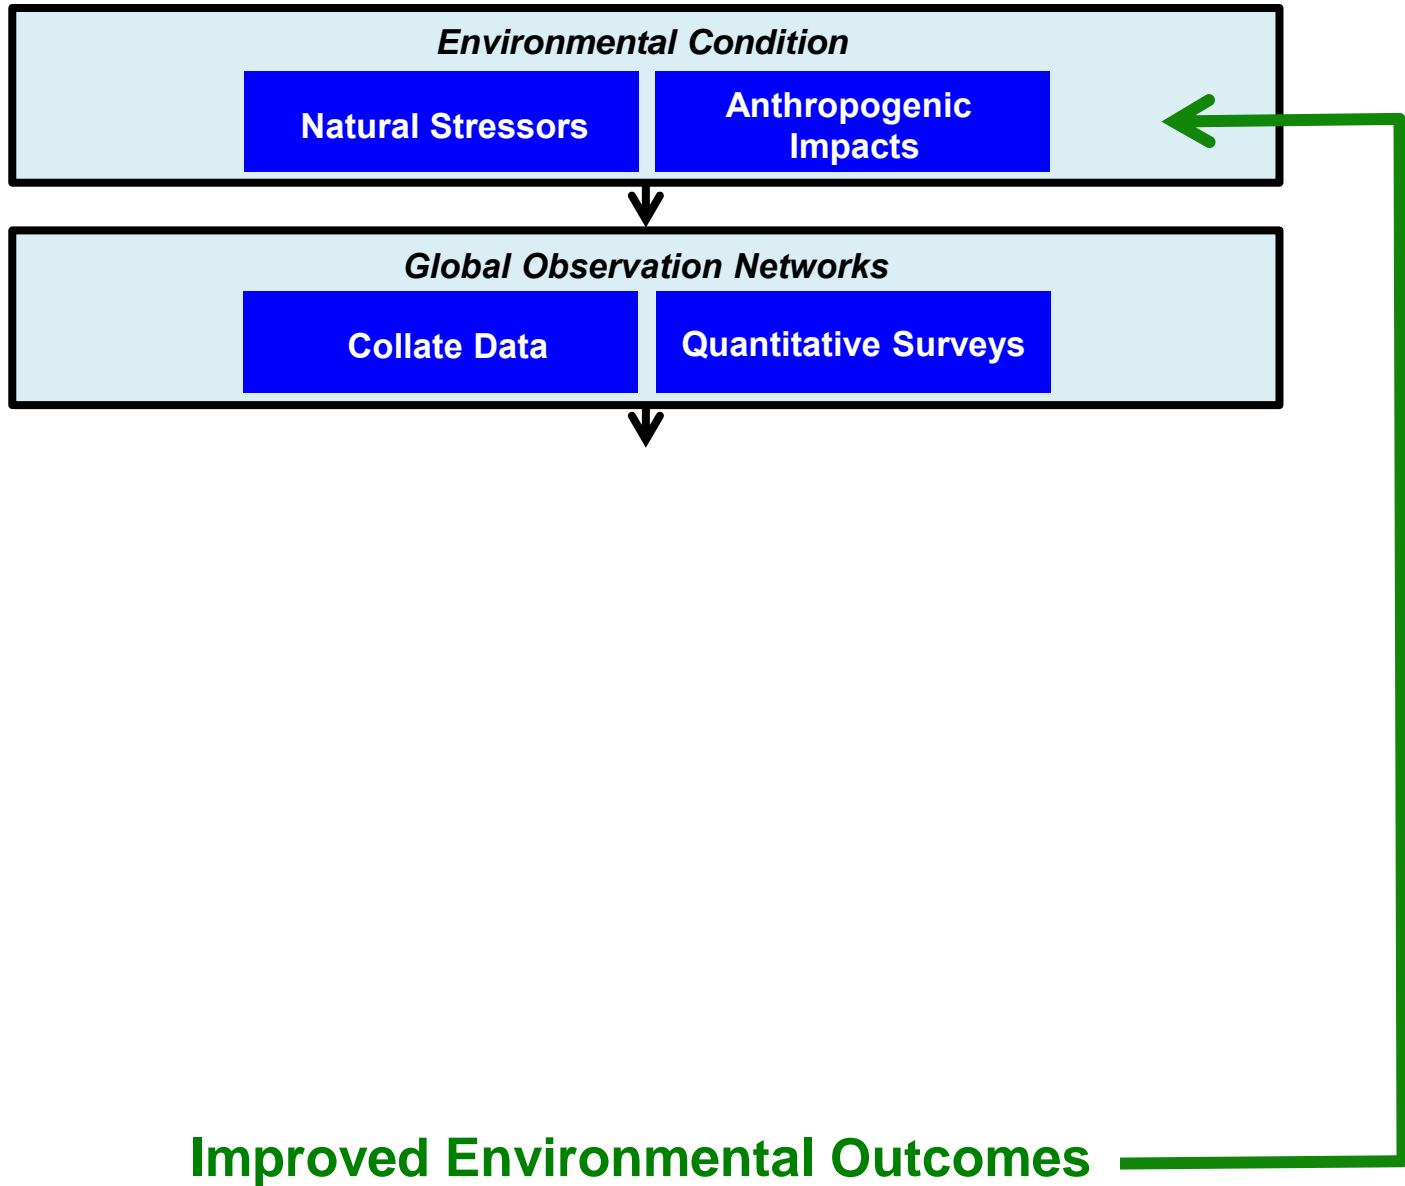 Environmental Condition
Natural Stressors
Anthropogenic
Impacts
Global Observation Networks
Collate Data
Quantitative Surveys
Improved Environmental Outcomes